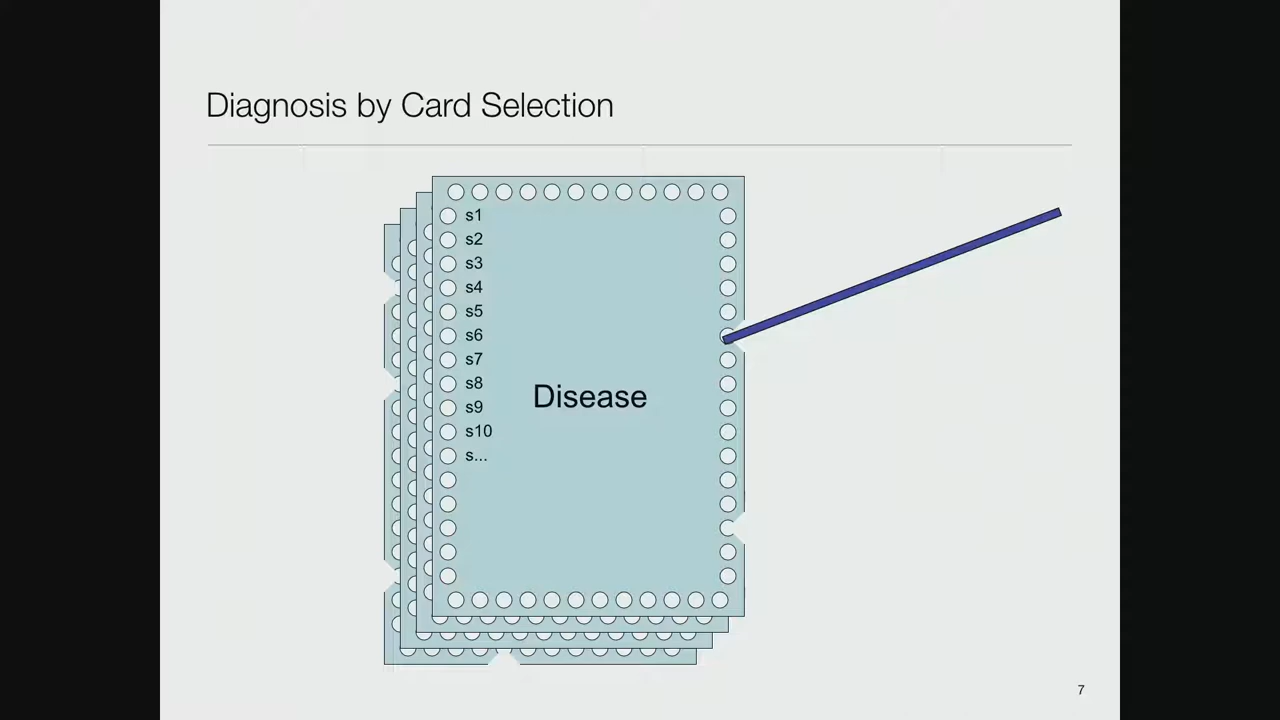 Diagnosis by Card Selection
s1
s2
s3
s4
s5
s6
s7
s8
s9
s10
s...
Disease
7